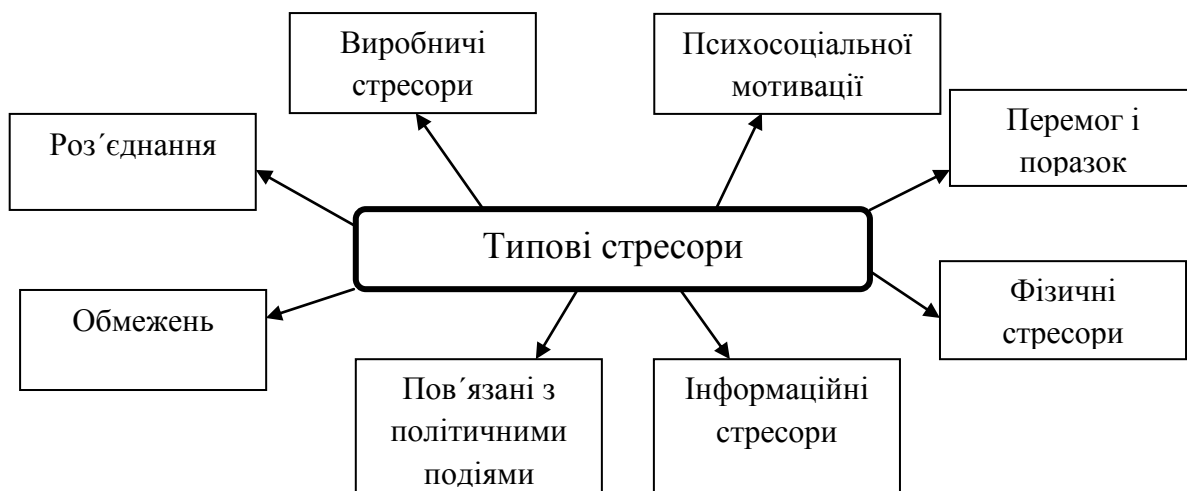 Виробничі
стресори
Психосоціальної
мотивації
Роз´єднання
Перемог і
поразок
Типові стресори
Обмежень
Фізичні
стресори
Пов´язані з
політичними
подіями
Інформаційні
стресори